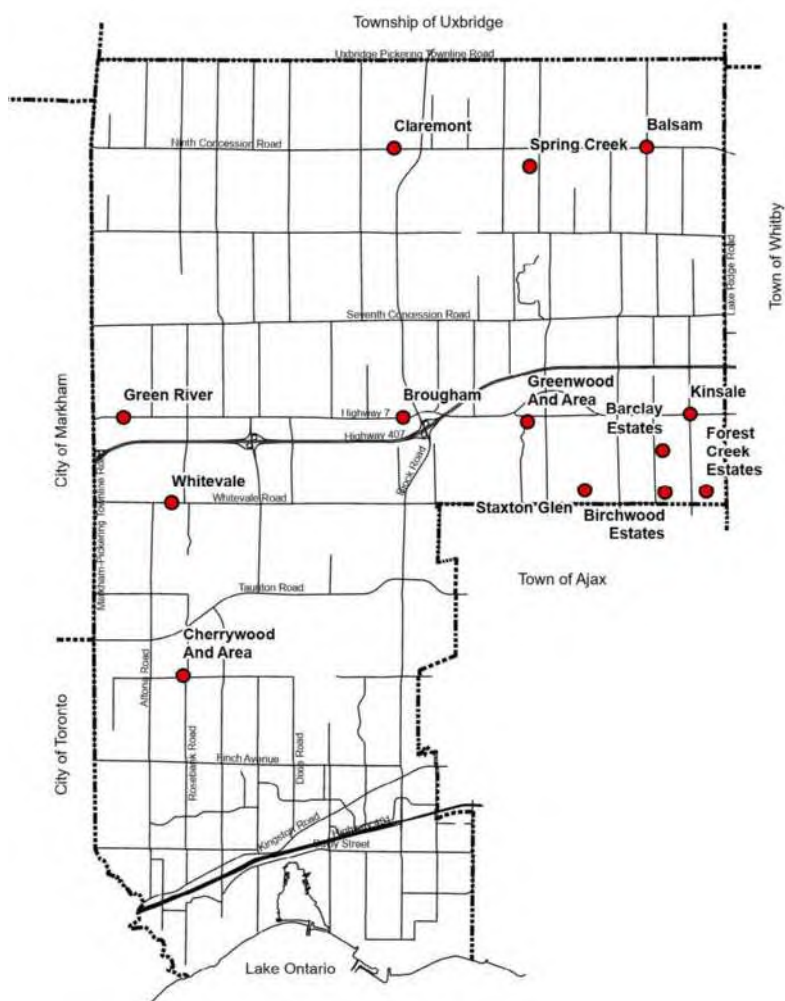 Township of Uxbridge
Uxbridge Pickering Townline Road
Claremont
Balsam
Spring Creek
Ninth Concession Road
Town of Whitby
Lake Ridge Road
Seventh Concession Road
City of Markham
Green River
Brougham
Greenwood
And Area
Kinsale
Highway 7
Barclay
Estates
Highway 407
Forest
Creek
Estates
Brock Road
Whitevale
Whitevale Road
Staxton Glen
Birchwood
Estates
Markham-Pickering Townline Road
Town of Ajax
Taunton Road
Cherrywood
And Area
Altona Road
City of Toronto
Rosebank Road
Dixie Road
Finch Avenue
Kingston Road
Highway 401
Bayly Street
Lake Ontario